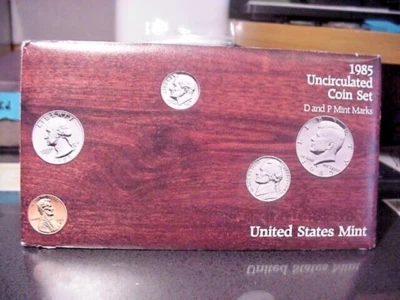 1985
Uncirculated
Coin Set
D and P Mint Marks
United States Mint